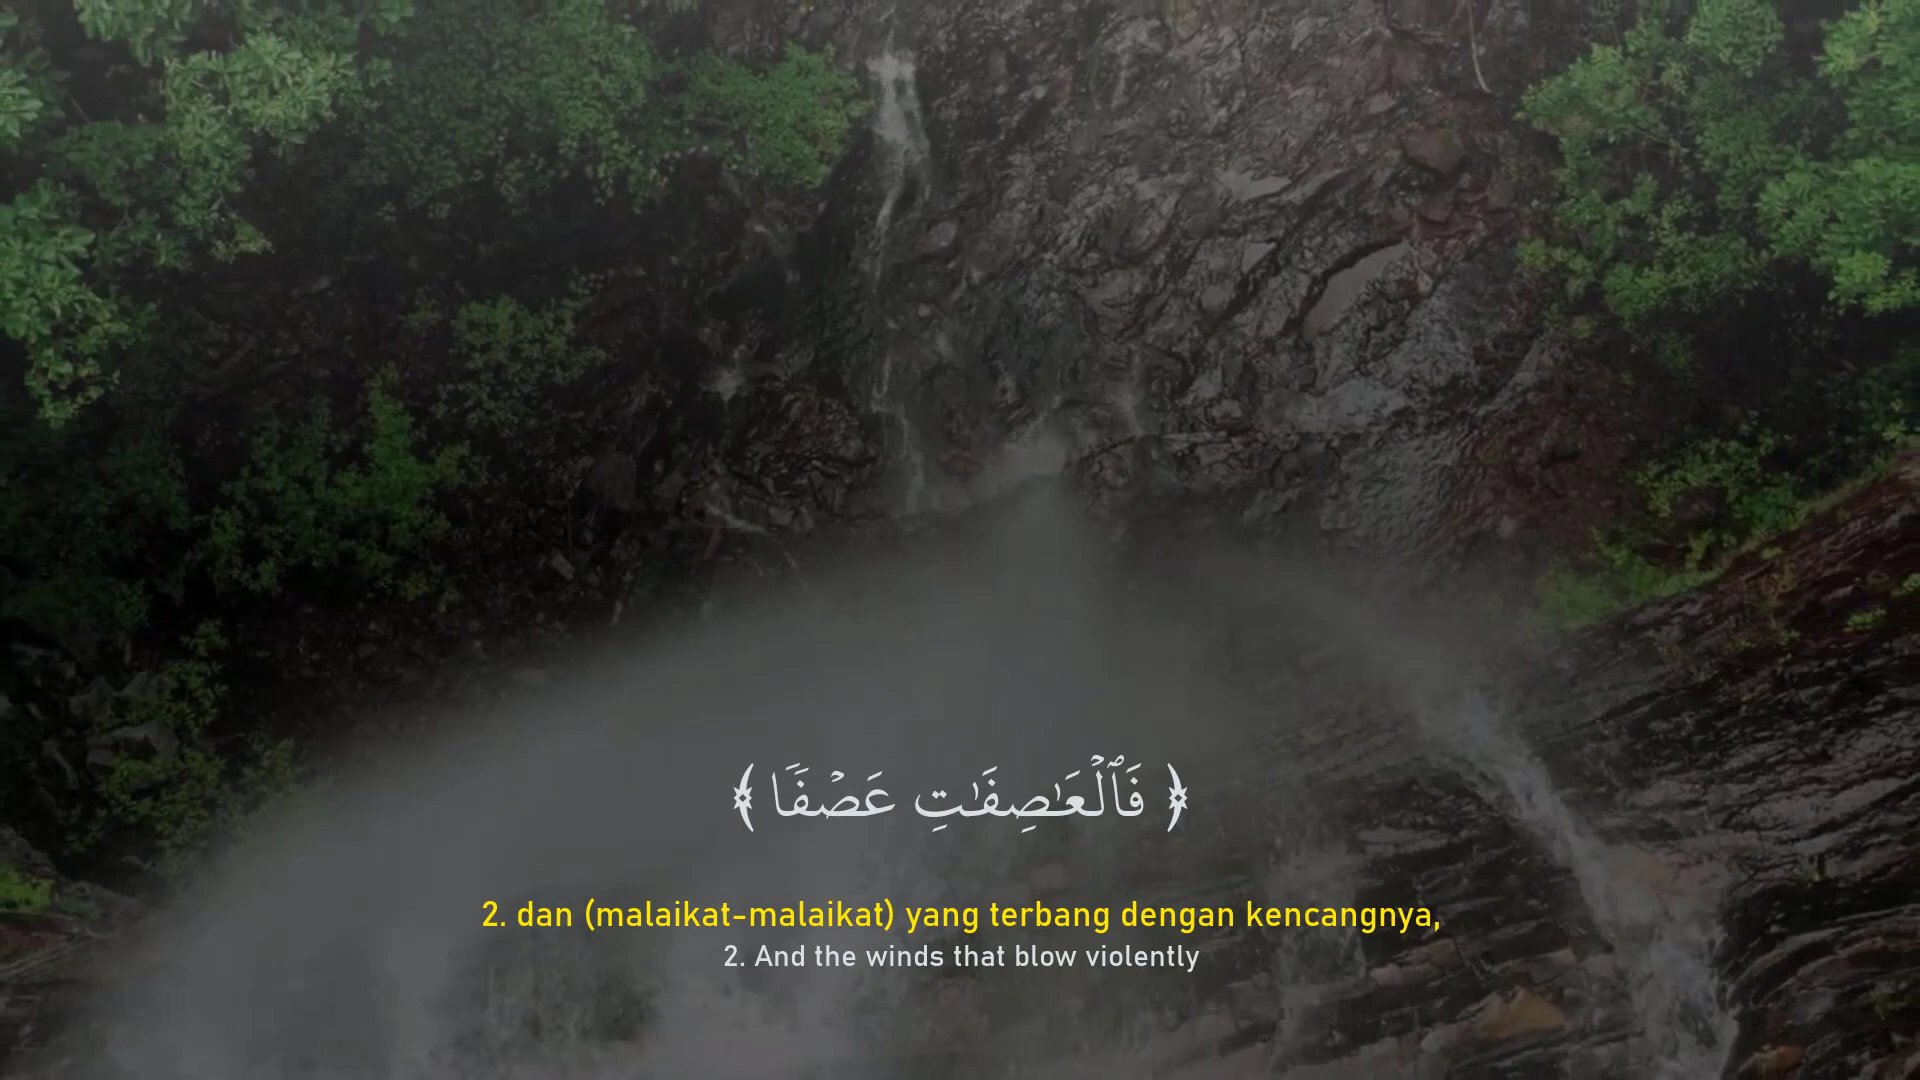 ﴿ فَٱلْعَـٰصِفَـٰتِ عَصْفًا ﴾
2. dan (malaikat-malaikat) yang terbang dengan kencangnya,
2. And the winds that blow violently